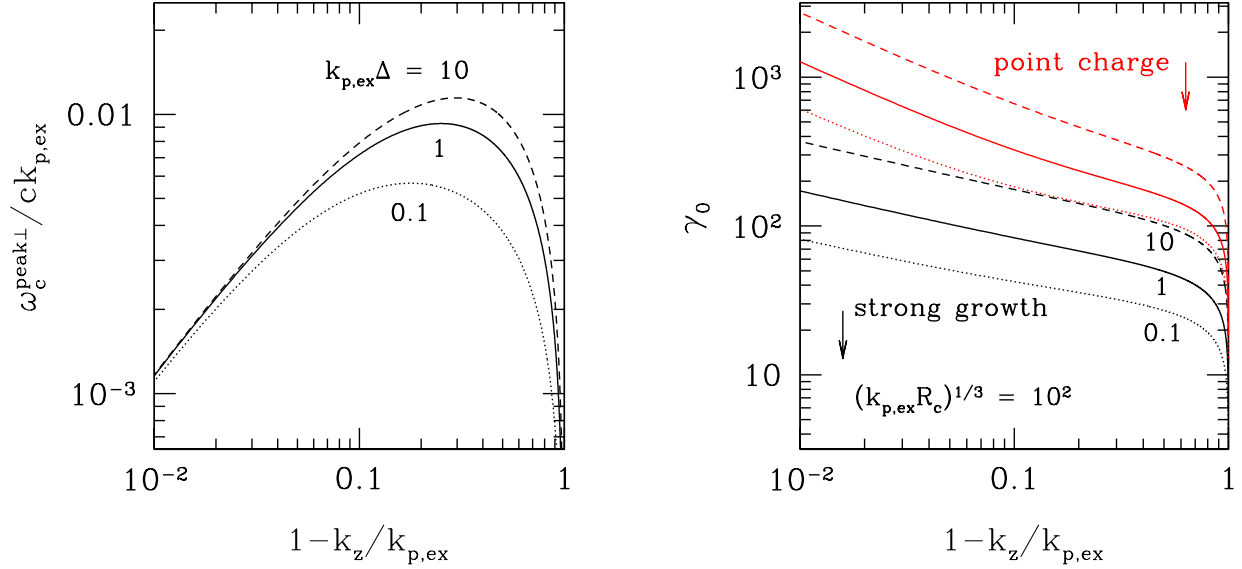 k_{p,ex}Δ = 10
1
0.1
0.01
10^{-3}
ω_c^{peak⊥}/ck_{p,ex}
10^{-2}
0.1
1
1−k_z/k_{p,ex}
point charge
10
1
0.1
strong growth
(k_{p,ex}R_c)^{1/3} = 10^2
10^3
10^2
10
γ_0
10^{-2}
0.1
1
1−k_z/k_{p,ex}